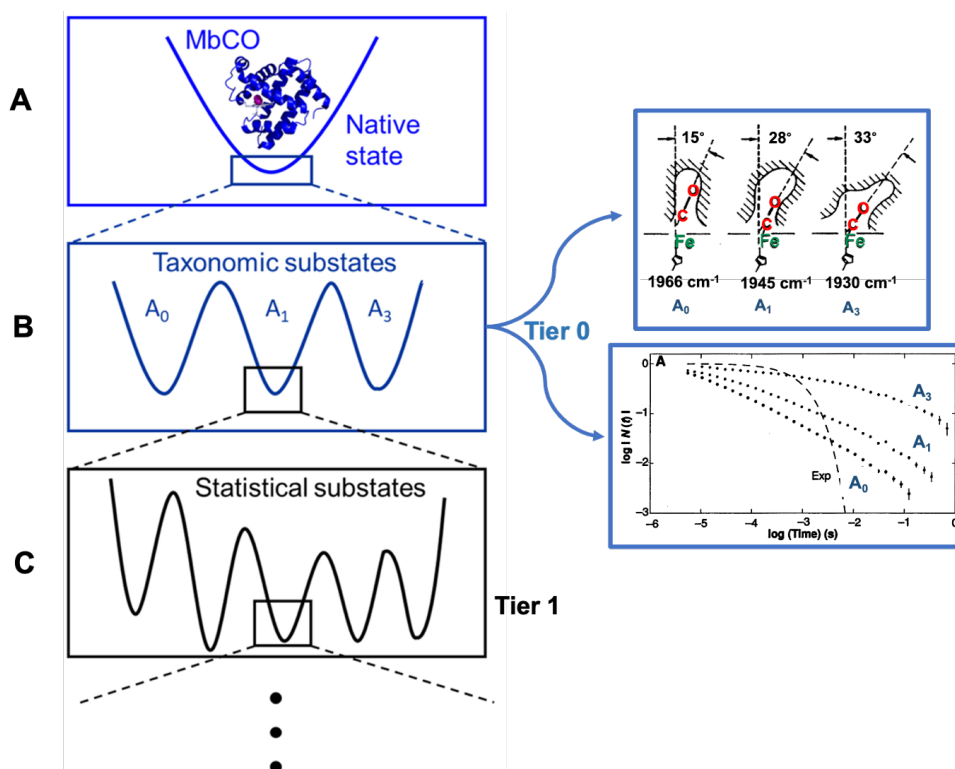 A
MbCO
Native
state
B
Taxonomic substates
A₀
A₁
A₃
Tier 0
C
Statistical substates
Tier 1
15°
28°
33°
O
C
Fe
O
C
Fe
O
C
Fe
1966 cm⁻¹
1945 cm⁻¹
1930 cm⁻¹
A₀
A₁
A₃
A
0
−1
−2
−3
log | N(t) |
A₃
A₁
A₀
Exp
−6
−5
−4
−3
−2
−1
0
log (Time) (s)